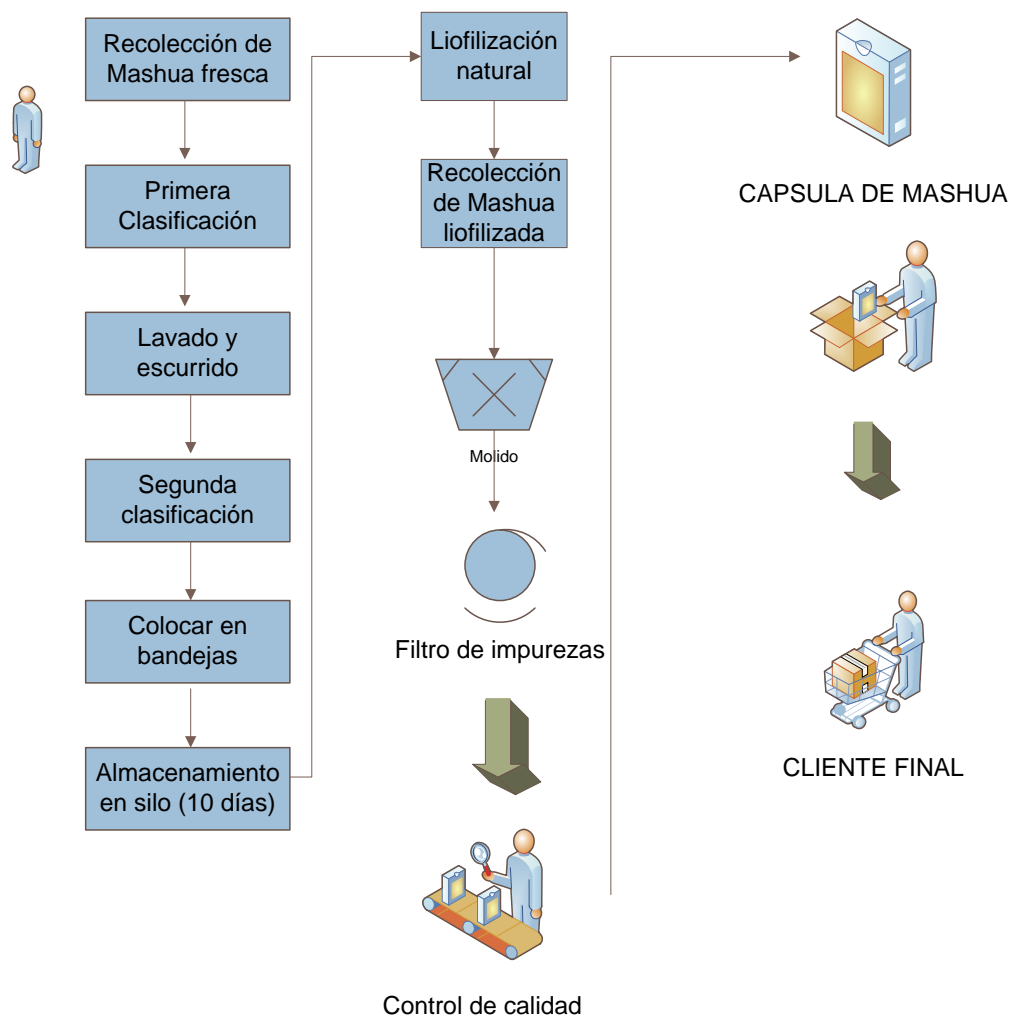 Recolección de
Mashua fresca
Primera
Clasificación
Lavado y
escurrido
Segunda
clasificación
Colocar en
bandejas
Almacenamiento
en silo (10 días)
Liofilización
natural
Recolección
de Mashua
liofilizada
Molido
Filtro de impurezas
Control de calidad
CAPSULA DE MASHUA
CLIENTE FINAL